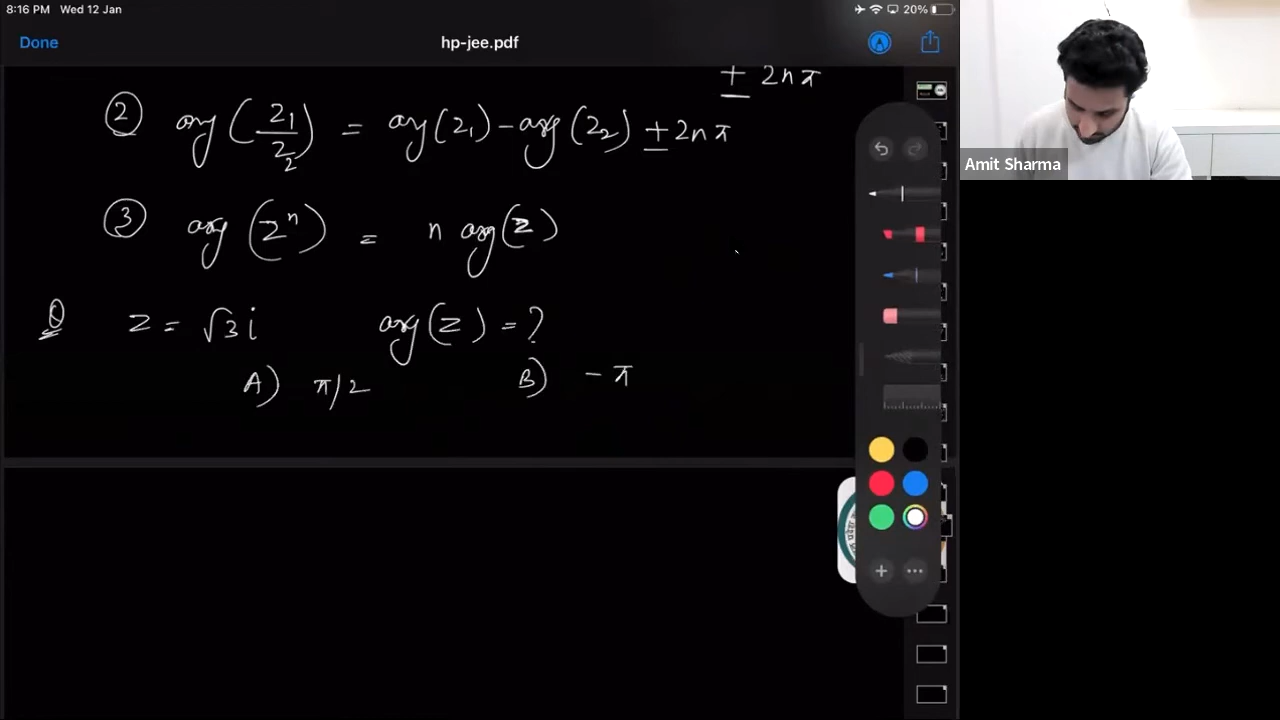 8:16 PM Wed 12 Jan
20%
Done
hp-jee.pdf
± 2nπ
② arg(z₁/z₂) = arg(z₁) - arg(z₂) ± 2nπ
③ arg(zⁿ) = n arg(z)
Q z = √3i arg(z) = ?
A) π/2 B) - π
Amit Sharma